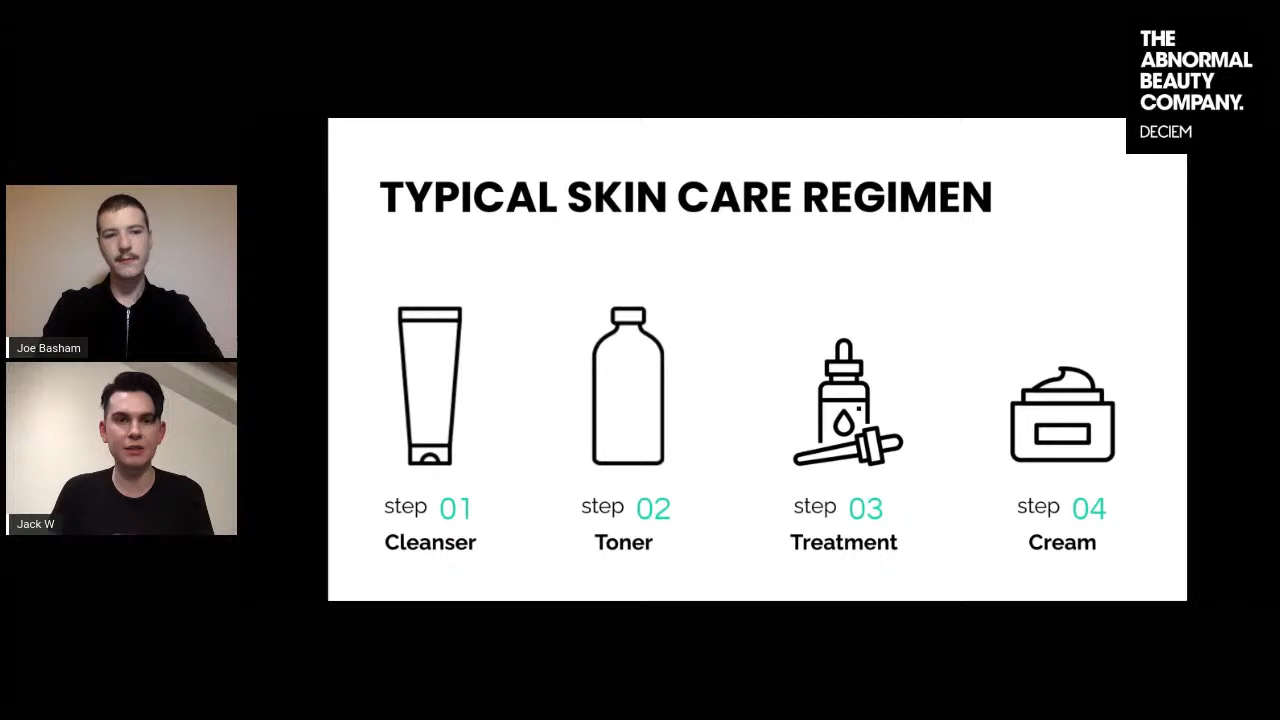 THE
ABNORMAL
BEAUTY
COMPANY.
DECIEM
TYPICAL SKIN CARE REGIMEN
step 01
Cleanser
step 02
Toner
step 03
Treatment
step 04
Cream
Joe Basham
Jack W